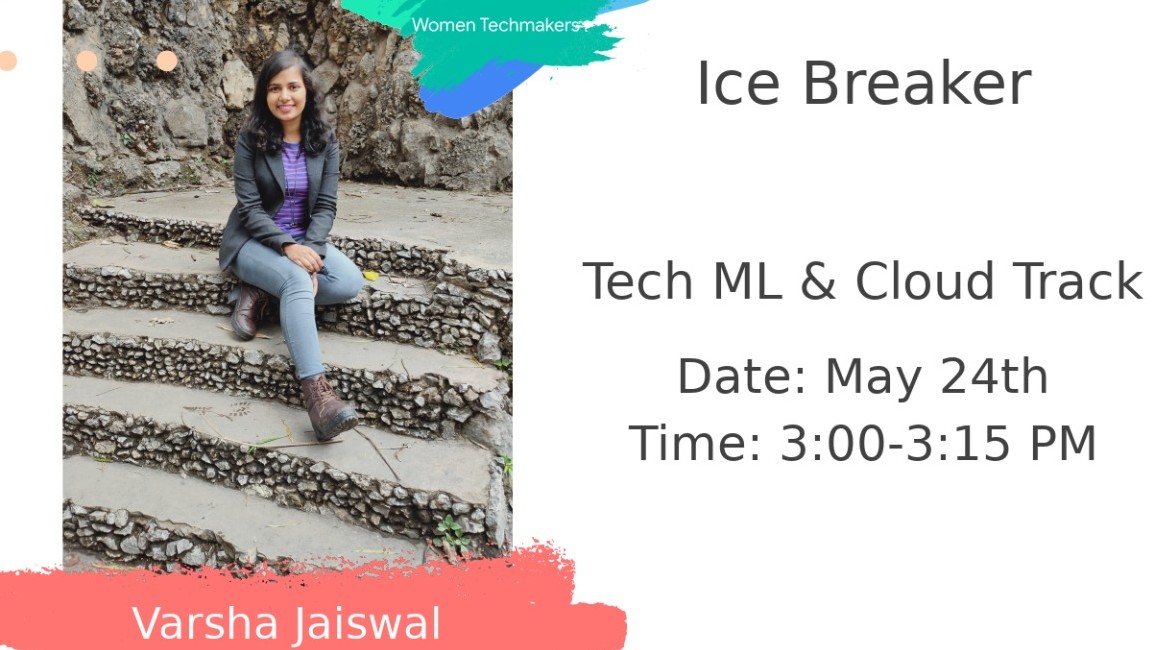 Women Techmakers
Ice Breaker
Tech ML & Cloud Track
Date: May 24th
Time: 3:00-3:15 PM
Varsha Jaiswal